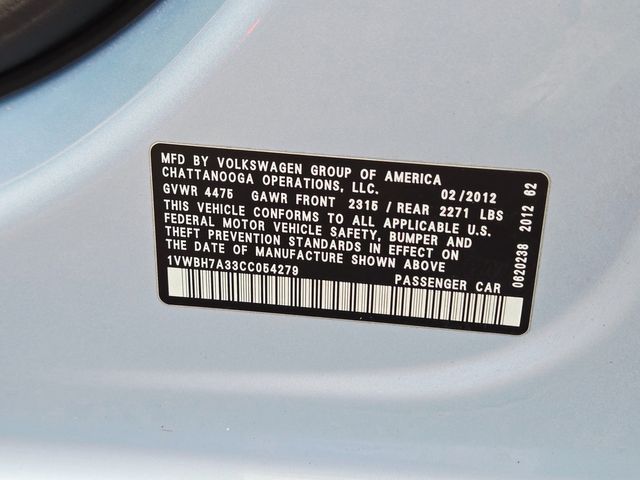 MFD BY VOLKSWAGEN GROUP OF AMERICA
CHATTANOOGA OPERATIONS, LLC. 02/2012
GVWR 4475 GAWR FRONT 2315 / REAR 2271 LBS
THIS VEHICLE CONFORMS TO ALL APPLICABLE U.S.
FEDERAL MOTOR VEHICLE SAFETY, BUMPER AND
THEFT PREVENTION STANDARDS IN EFFECT ON
THE DATE OF MANUFACTURE SHOWN ABOVE
1VWBH7A33CC054279 PASSENGER CAR
0620238 2012 62